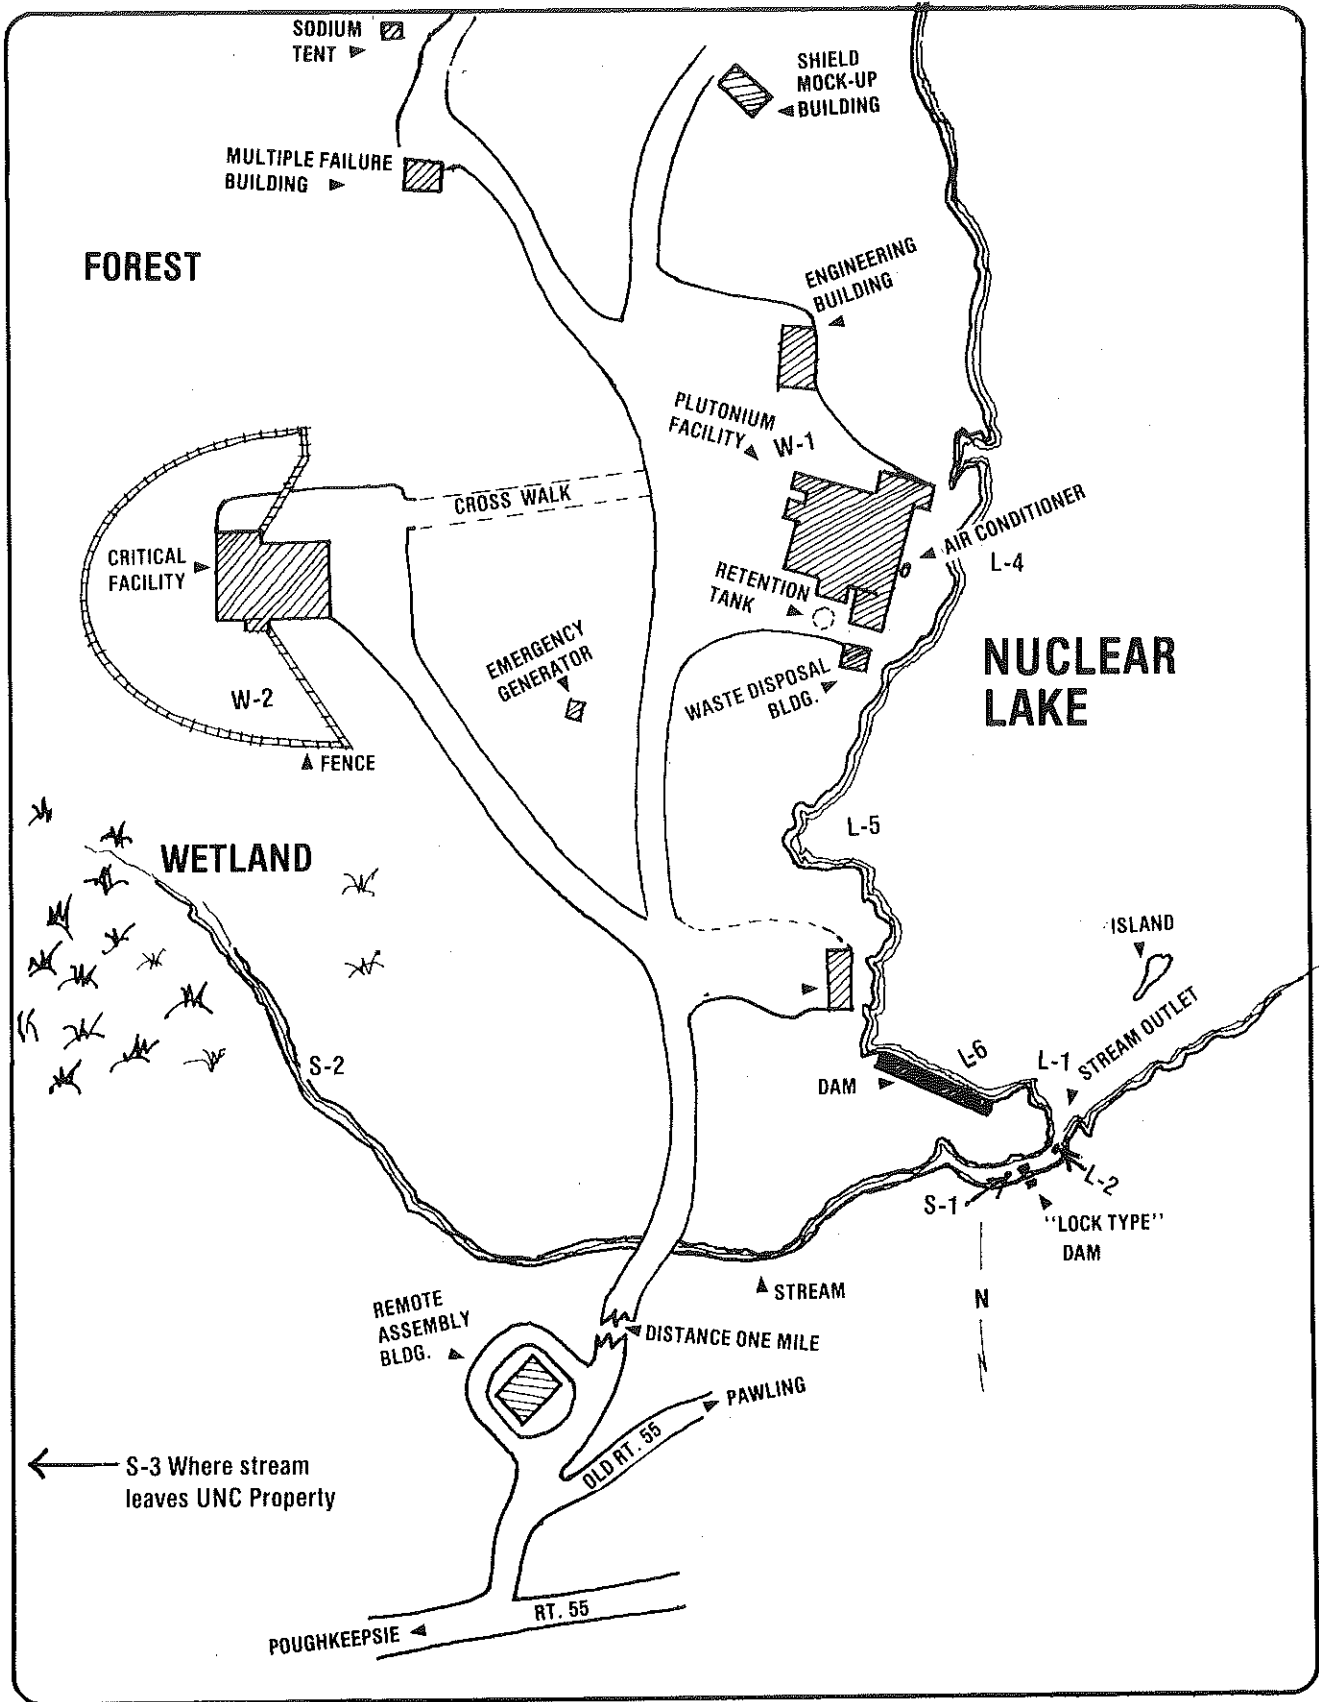 SODIUM
TENT
SHIELD
MOCK-UP
BUILDING
MULTIPLE FAILURE
BUILDING
FOREST
ENGINEERING
BUILDING
PLUTONIUM
FACILITY
W-1
CROSS WALK
AIR CONDITIONER
L-4
CRITICAL
FACILITY
RETENTION
TANK
EMERGENCY
GENERATOR
NUCLEAR
LAKE
WASTE DISPOSAL
BLDG.
W-2
FENCE
L-5
WETLAND
ISLAND
STREAM OUTLET
S-2
L-6
L-1
DAM
L-2
S-1
"LOCK TYPE"
DAM
STREAM
N
N
REMOTE
ASSEMBLY
BLDG.
DISTANCE ONE MILE
PAWLING
OLD RT. 55
S-3 Where stream
leaves UNC Property
RT. 55
POUGHKEEPSIE